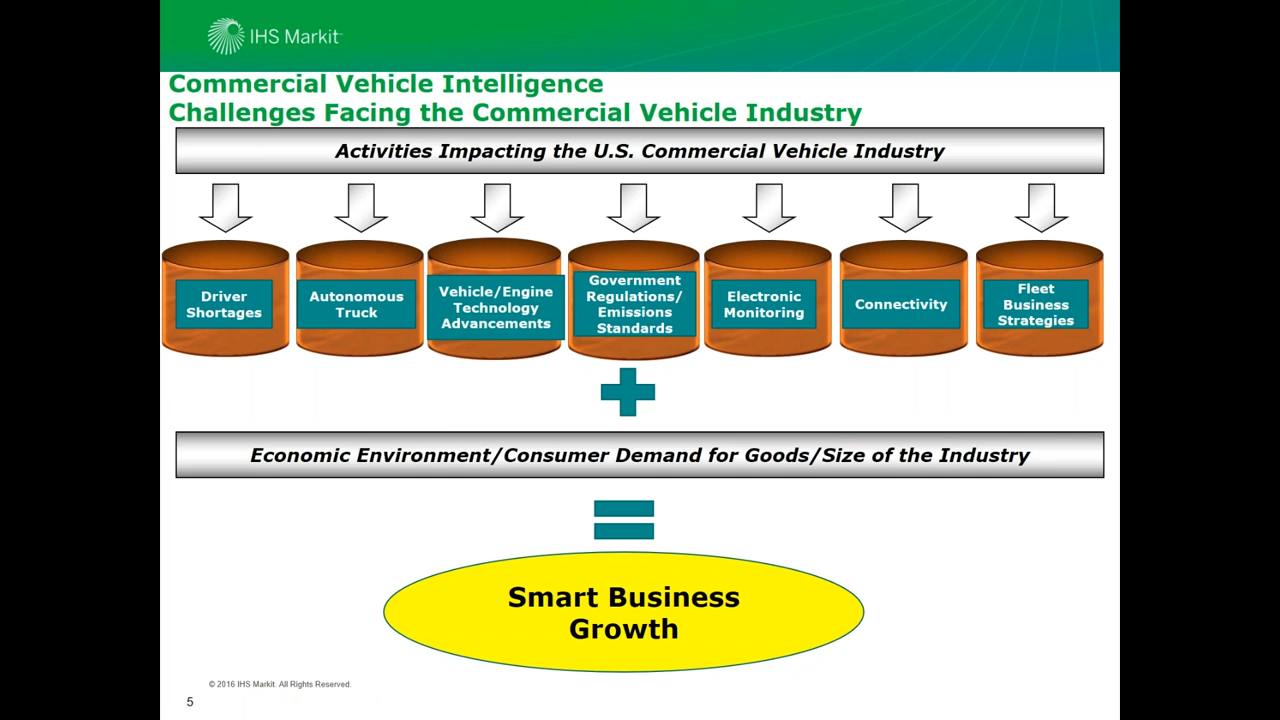 IHS Markit
Commercial Vehicle Intelligence
Challenges Facing the Commercial Vehicle Industry
Activities Impacting the U.S. Commercial Vehicle Industry
Driver
Shortages
Autonomous
Truck
Vehicle/Engine
Technology
Advancements
Government
Regulations/
Emissions
Standards
Electronic
Monitoring
Connectivity
Fleet
Business
Strategies
Economic Environment/Consumer Demand for Goods/Size of the Industry
Smart Business
Growth
© 2016 IHS Markit. All Rights Reserved.
5